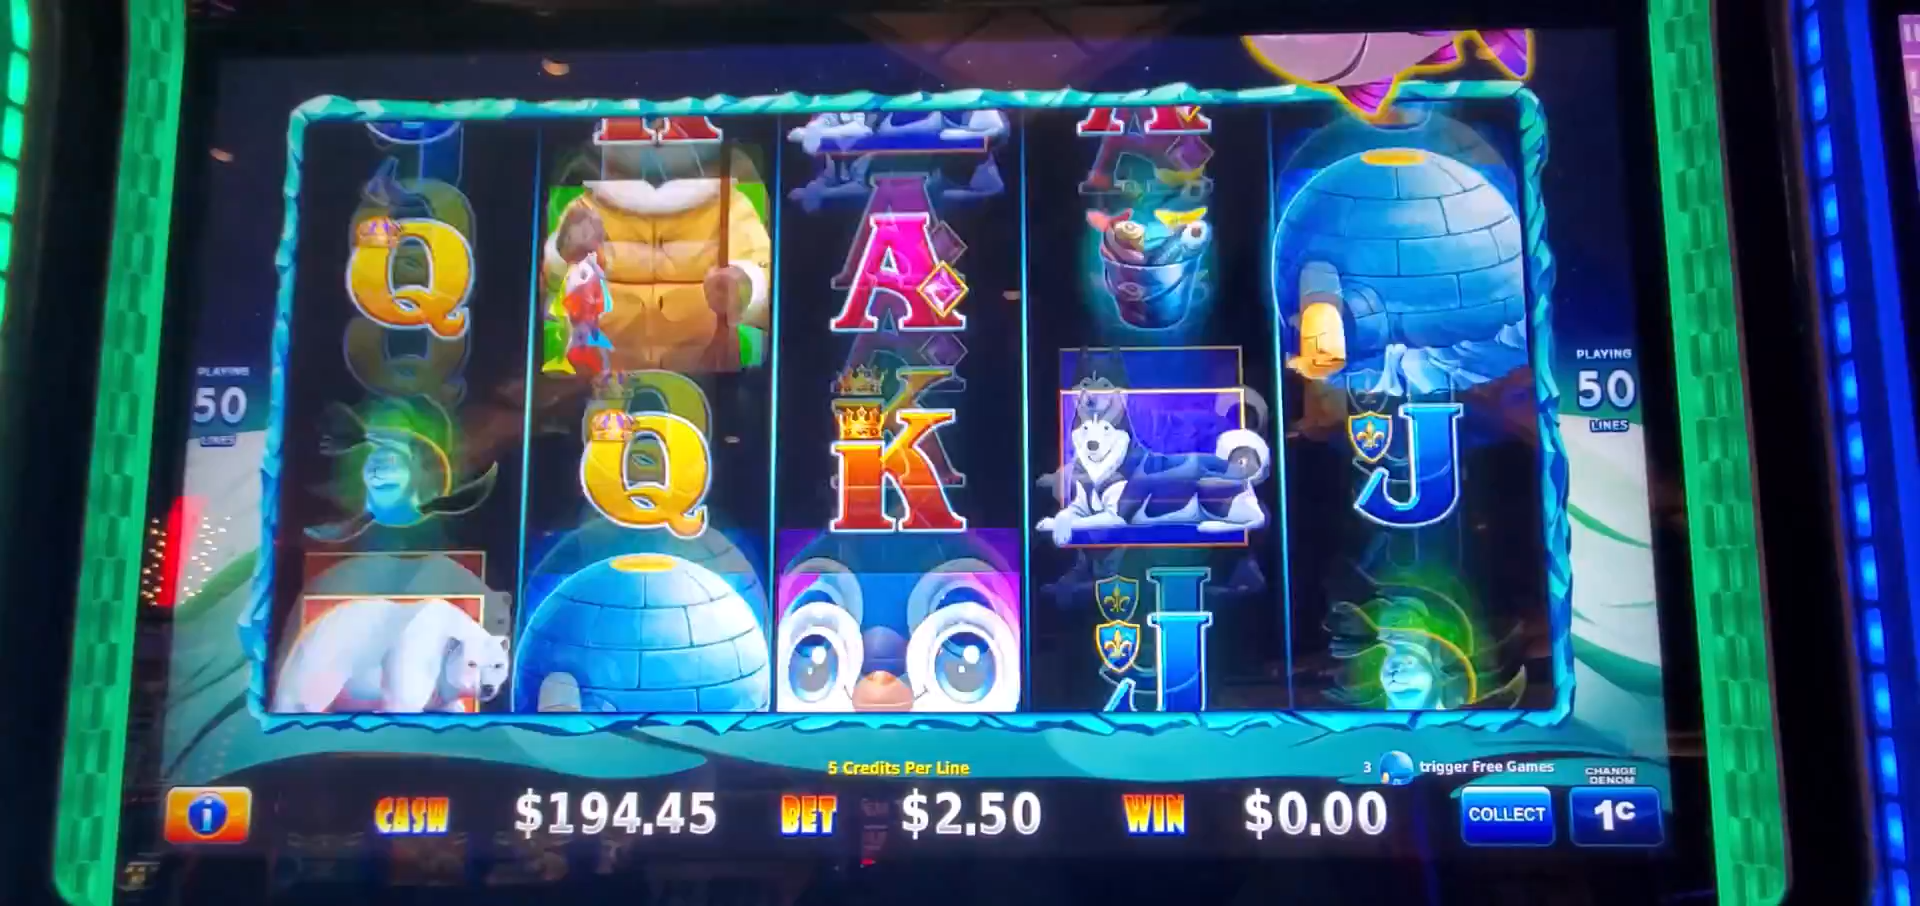 A
A
Q
A
PLAYING
50
LINES
Q
K
J
PLAYING
50
LINES
J
5 Credits Per Line
3 trigger Free Games
CHANGE
DENOM
i
CASH $194.45 BET $2.50 WIN $0.00
COLLECT
1¢